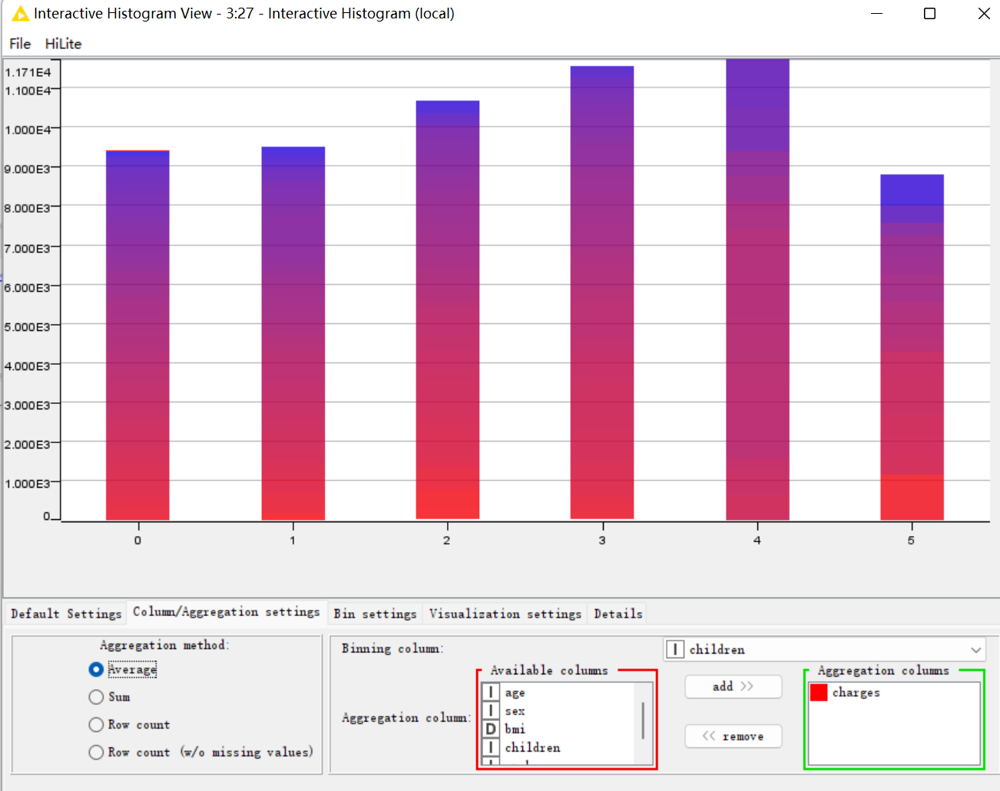 Interactive Histogram View - 3:27 - Interactive Histogram (local)
File HiLite
1.171E4
1.100E4
1.000E4
9.000E3
8.000E3
7.000E3
6.000E3
5.000E3
4.000E3
3.000E3
2.000E3
1.000E3
0
0 1 2 3 4 5
Default Settings Column/Aggregation settings Bin settings Visualization settings Details
Aggregation method:
Average
Sum
Row count
Row count (w/o missing values)
Binning column:
I children
Aggregation column:
Available columns
I age
I sex
D bmi
I children
add >>
<< remove
Aggregation columns
charges